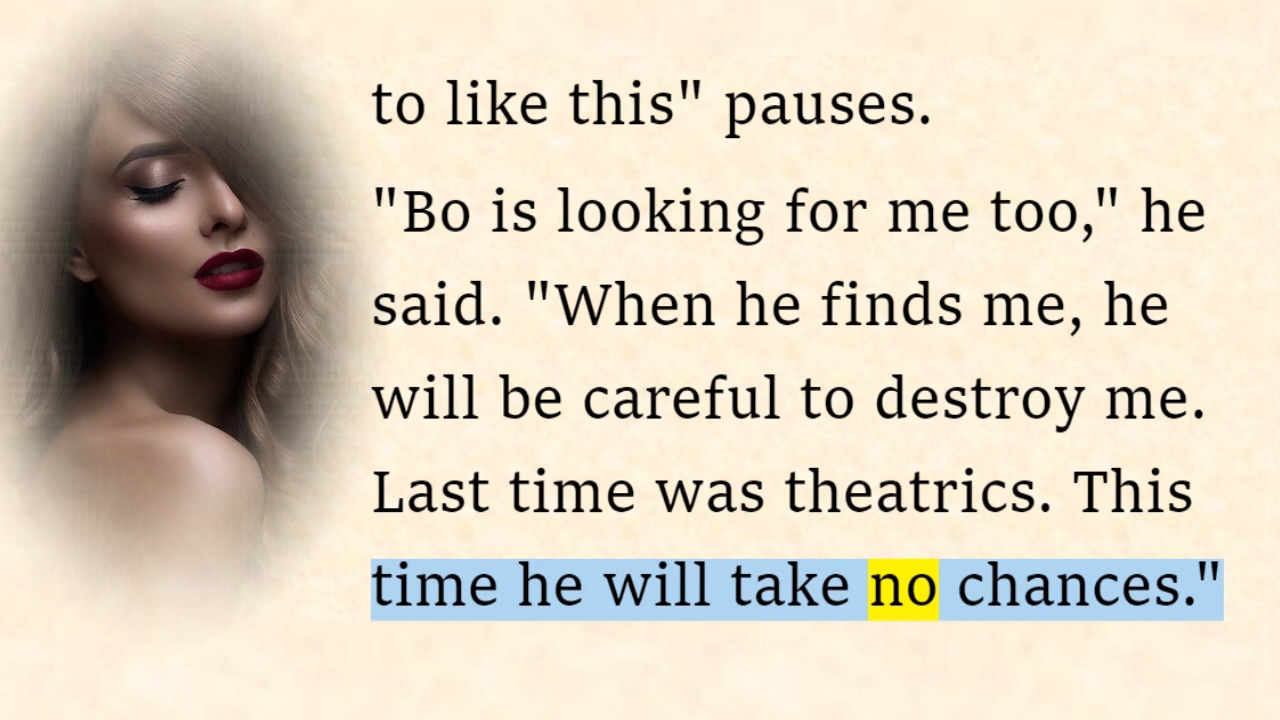 to like this" pauses.
"Bo is looking for me too," he
said. "When he finds me, he
will be careful to destroy me.
Last time was theatrics. This
time he will take no chances."